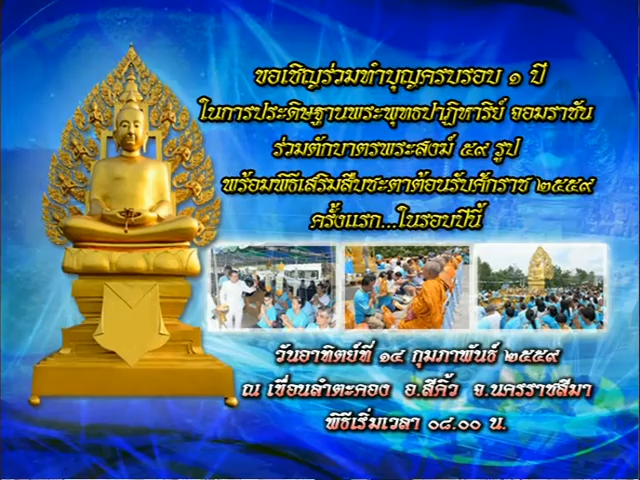 ขอเชิญร่วมทำบุญครบรอบ ๑ ปี
ในการประดิษฐานพระพุทธปาฏิหาริย์ จอมราชัน
ร่วมตักบาตรพระสงฆ์ ๕๙ รูป
พร้อมพิธีเสริมสืบชะตาต้อนรับศักราช ๒๕๕๙
ครั้งแรก...ในรอบปีนี้
วันอาทิตย์ที่ ๑๔ กุมภาพันธ์ ๒๕๕๙
ณ เขื่อนลำตะคอง อ.สีคิ้ว จ.นครราชสีมา
พิธีเริ่มเวลา ๐๘.๐๐ น.